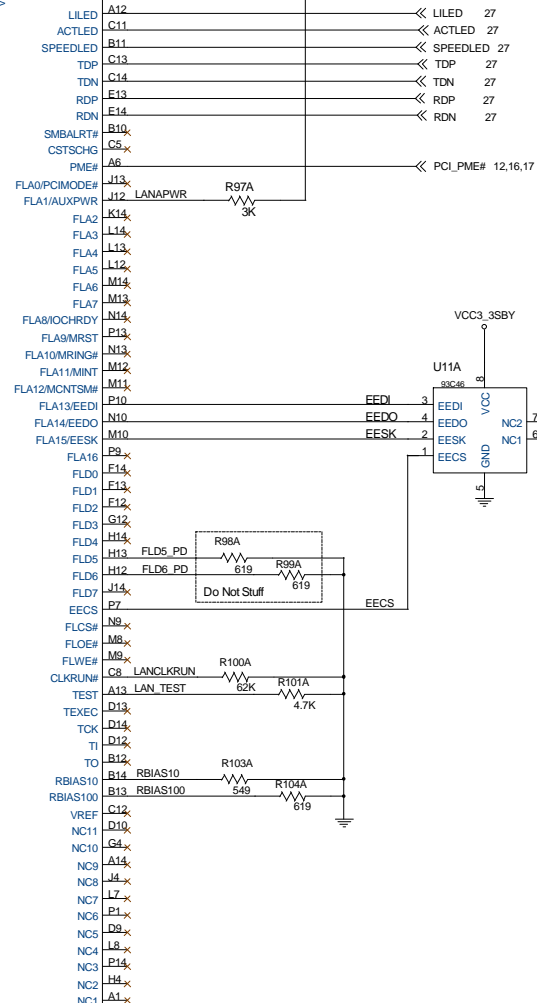 LILED A12 LILED 27
ACTLED C11 ACTLED 27
SPEEDLED B11 SPEEDLED 27
TDP C13 TDP 27
TDN C14 TDN 27
RDP E13 RDP 27
RDN E14 RDN 27
SMBALRT# B10
CSTSCHG C5
PME# A6 PCI_PME# 12,16,17
FLA0/PCIMODE# J13
FLA1/AUXPWR J12 LANAPWR R97A
3K
FLA2 K14
FLA3 L14
FLA4 L13
FLA5 L12
FLA6 M14
FLA7 M13
FLA8/IOCHRDY N14
FLA9/MRST P13
FLA10/MRING# N13
FLA11/MINT M12
FLA12/MCNTSM# M11
FLA13/EEDI P10 EEDI
FLA14/EEDO N10 EEDO
FLA15/EESK M10 EESK
VCC3_3SBY
U11A
93C46
8
VCC
3 EEDI
4 EEDO NC2 7
2 EESK NC1 6
1 EECS
GND
5
FLA16 P9
FLD0 F14
FLD1 F13
FLD2 F12
FLD3 G12
FLD4 H14
FLD5 H13 FLD5_PD R98A
619
FLD6 H12 FLD6_PD R99A
619
Do Not Stuff
FLD7 J14
EECS P7 EECS
FLCS# N9
FLOE# M8
FLWE# M9
CLKRUN# C8 LANCLKRUN R100A
62K
TEST A13 LAN_TEST R101A
4.7K
TEXEC D13
TCK D14
TI D12
TO B12
RBIAS10 B14 RBIAS10 R103A
549
RBIAS100 B13 RBIAS100 R104A
619
VREF C12
NC11 D10
NC10 G4
NC9 A14
NC8 J4
NC7 L7
NC6 P1
NC5 D9
NC4 L8
NC3 P14
NC2 H4
NC1 A1